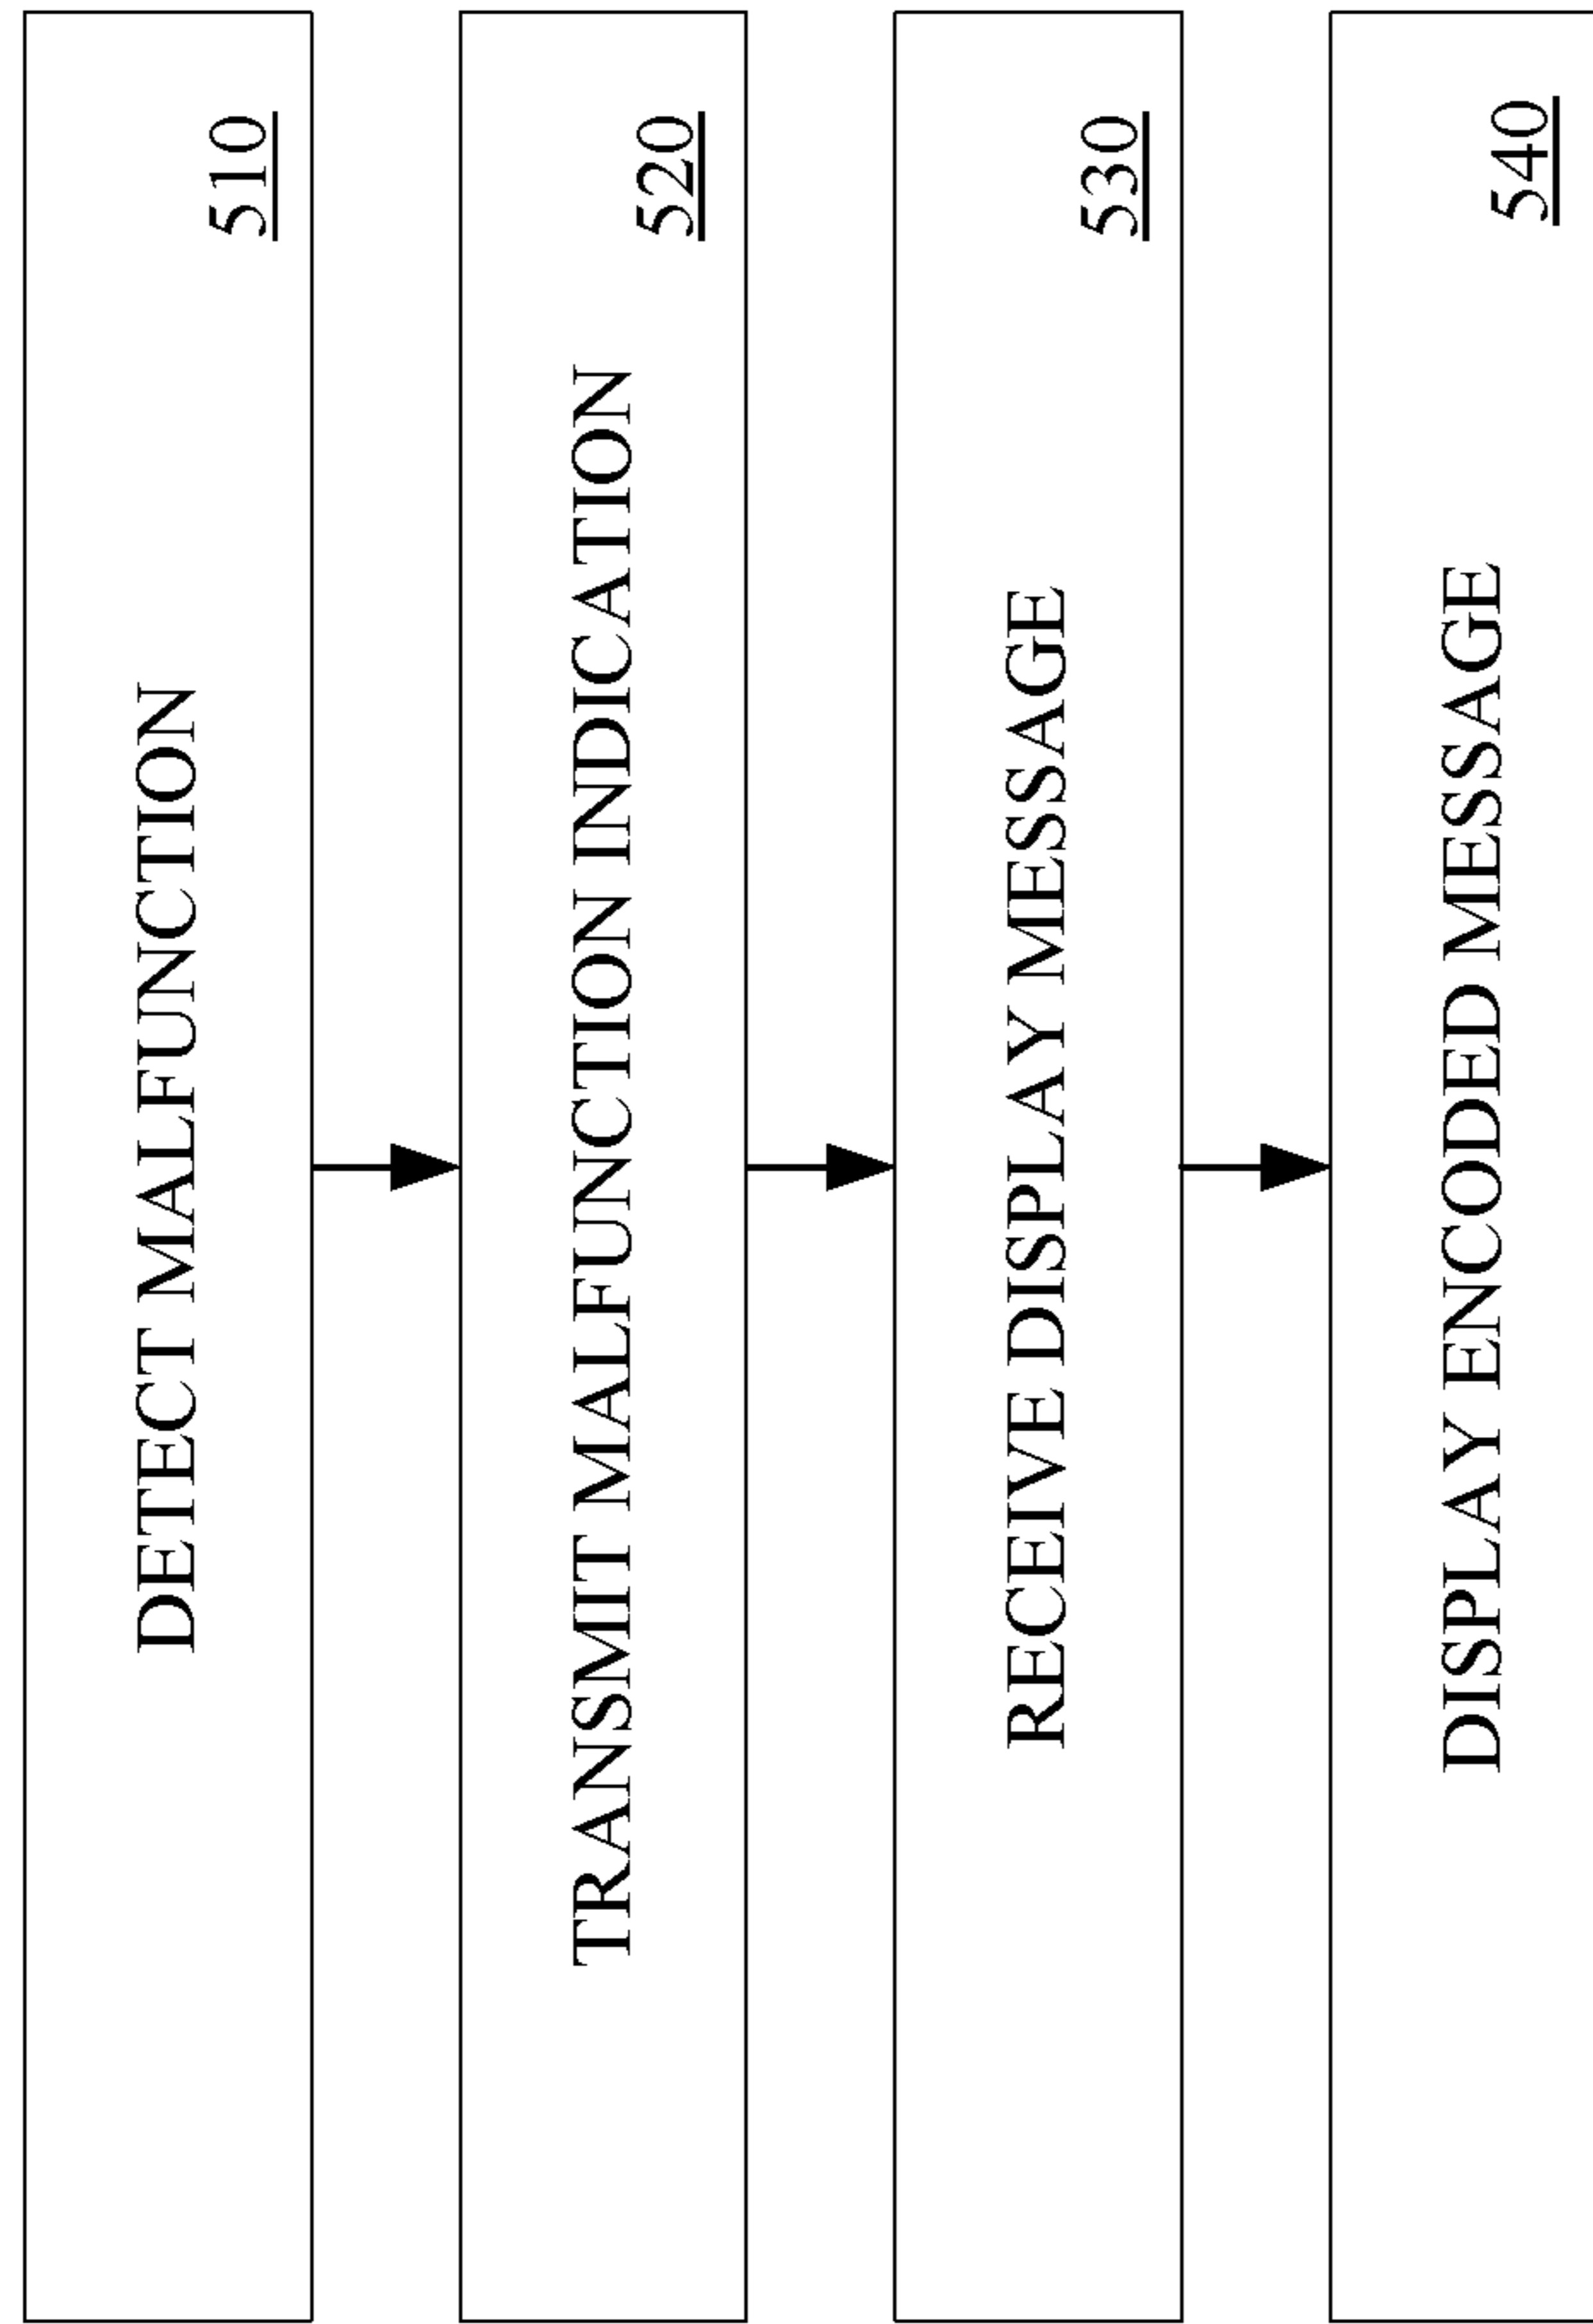 DETECT MALFUNCTION
510
TRANSMIT MALFUNCTION INDICATION
520
RECEIVE DISPLAY MESSAGE
530
DISPLAY ENCODED MESSAGE
540